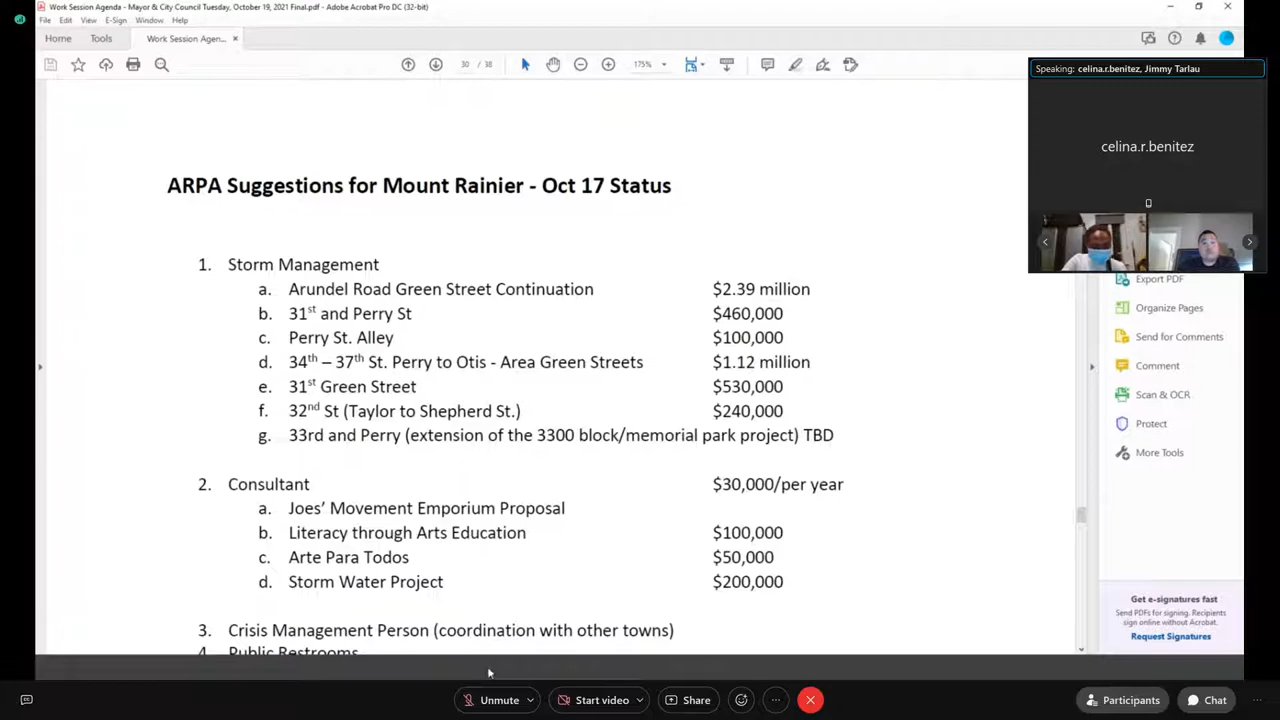 Work Session Agenda - Mayor & City Council Tuesday, October 19, 2021 Final.pdf - Adobe Acrobat Pro DC (32-bit)
File Edit View E-Sign Window Help
Home Tools Work Session Agen... ×
30 / 38 175%
Speaking: celina.r.benitez, Jimmy Tarlau
celina.r.benitez
ARPA Suggestions for Mount Rainier - Oct 17 Status
1. Storm Management
a. Arundel Road Green Street Continuation $2.39 million
b. 31st and Perry St $460,000
c. Perry St. Alley $100,000
d. 34th – 37th St. Perry to Otis - Area Green Streets $1.12 million
e. 31st Green Street $530,000
f. 32nd St (Taylor to Shepherd St.) $240,000
g. 33rd and Perry (extension of the 3300 block/memorial park project) TBD
2. Consultant $30,000/per year
a. Joes’ Movement Emporium Proposal
b. Literacy through Arts Education $100,000
c. Arte Para Todos $50,000
d. Storm Water Project $200,000
3. Crisis Management Person (coordination with other towns)
4. Public Restrooms
Export PDF
Organize Pages
Send for Comments
Comment
Scan & OCR
Protect
More Tools
Get e-signatures fast
Send PDFs for signing. Recipients
sign online without Acrobat.
Request Signatures
Unmute Start video Share Participants Chat